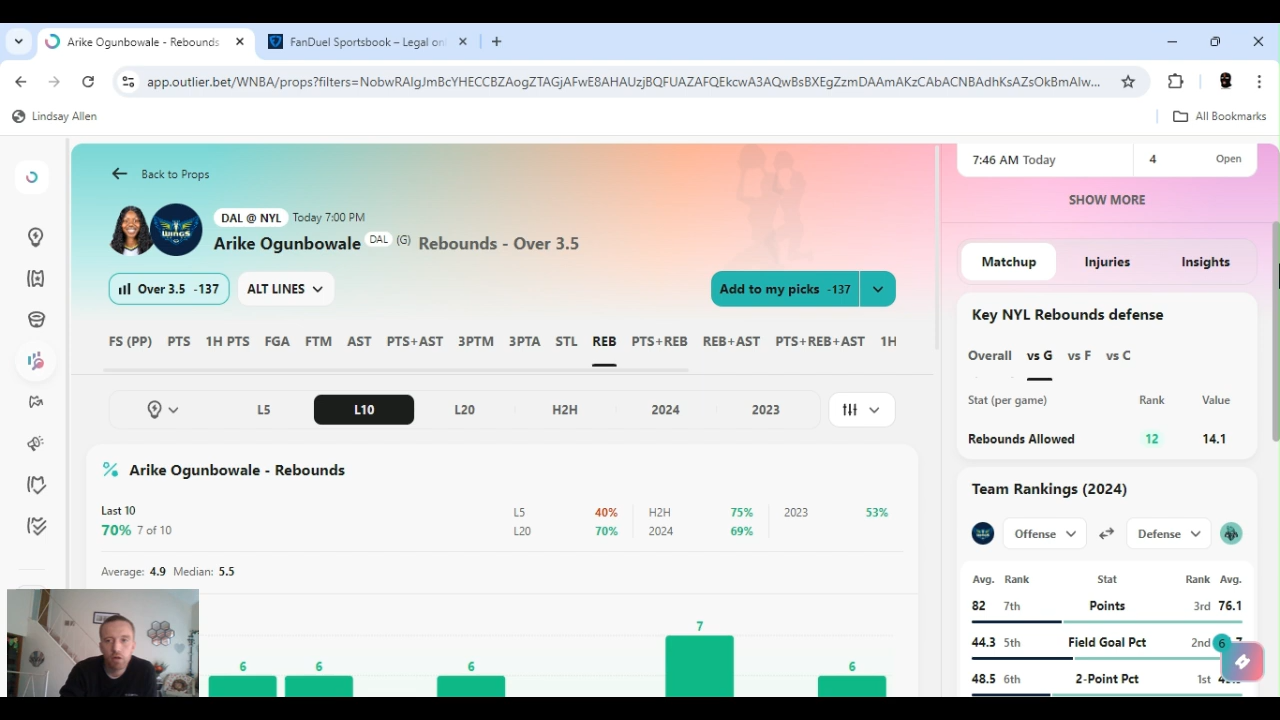 Arike Ogunbowale - Rebounds
FanDuel Sportsbook – Legal onl
app.outlier.bet/WNBA/props?filters=
Lindsay Allen
All Bookmarks
Back to Props
DAL @ NYL Today 7:00 PM
WINGS
Arike Ogunbowale DAL (G) Rebounds - Over 3.5
Over 3.5 -137 ALT LINES
Add to my picks -137
FS (PP) PTS 1H PTS FGA FTM AST PTS+AST 3PTM 3PTA STL REB PTS+REB REB+AST PTS+REB+AST 1H
L5 L10 L20 H2H 2024 2023
Arike Ogunbowale - Rebounds
Last 10
70% 7 of 10
L5 40% H2H 75% 2023 53%
L20 70% 2024 69%
Average: 4.9 Median: 5.5
7
6 6 6 6
7:46 AM Today 4 Open
SHOW MORE
Matchup Injuries Insights
Key NYL Rebounds defense
Overall vs G vs F vs C
Stat (per game) Rank Value
Rebounds Allowed 12 14.1
Team Rankings (2024)
Offense Defense
Avg. Rank Stat Rank Avg.
82 7th Points 3rd 76.1
44.3 5th Field Goal Pct 2nd 6
48.5 6th 2-Point Pct 1st